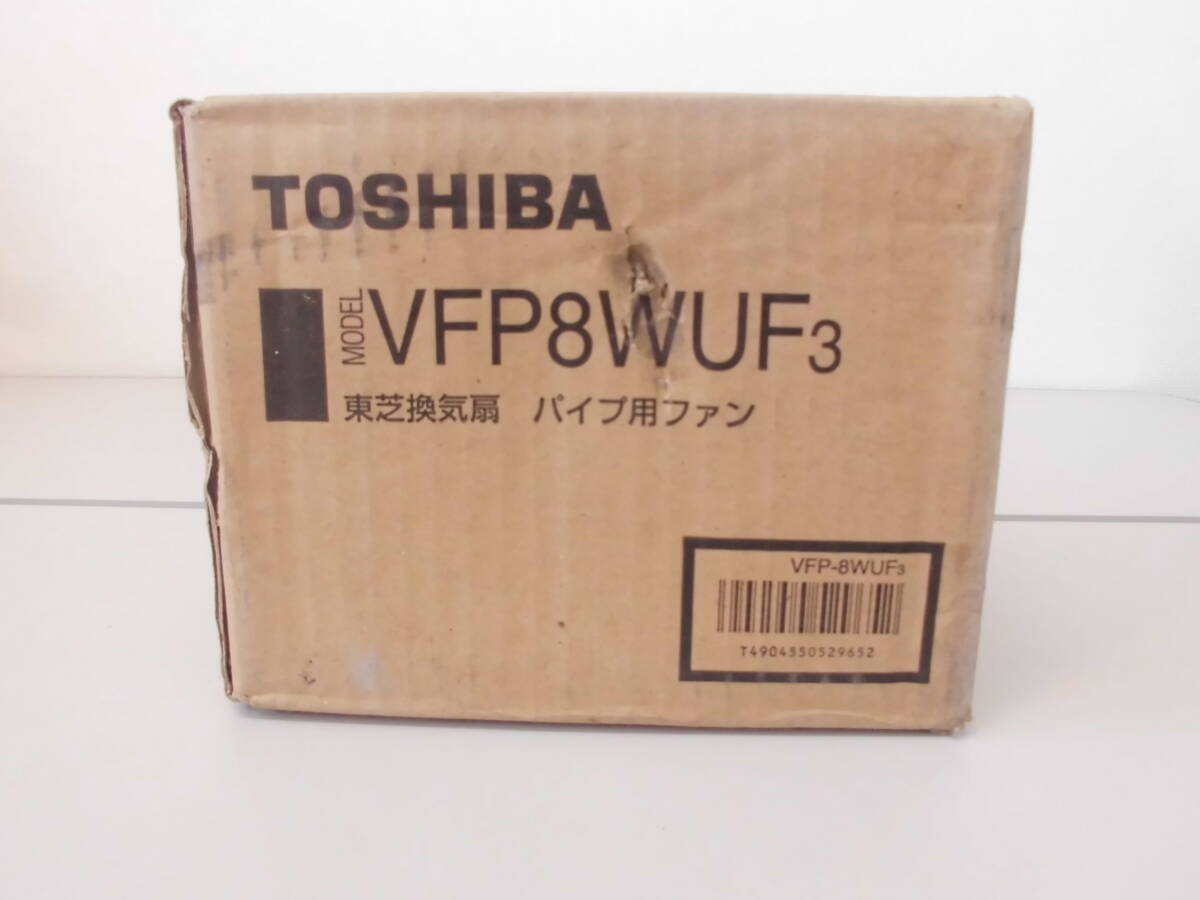 TOSHIBA
MODEL VFP8WUF3
東芝換気扇 パイプ用ファン
VFP-8WUF3
T4904550529652